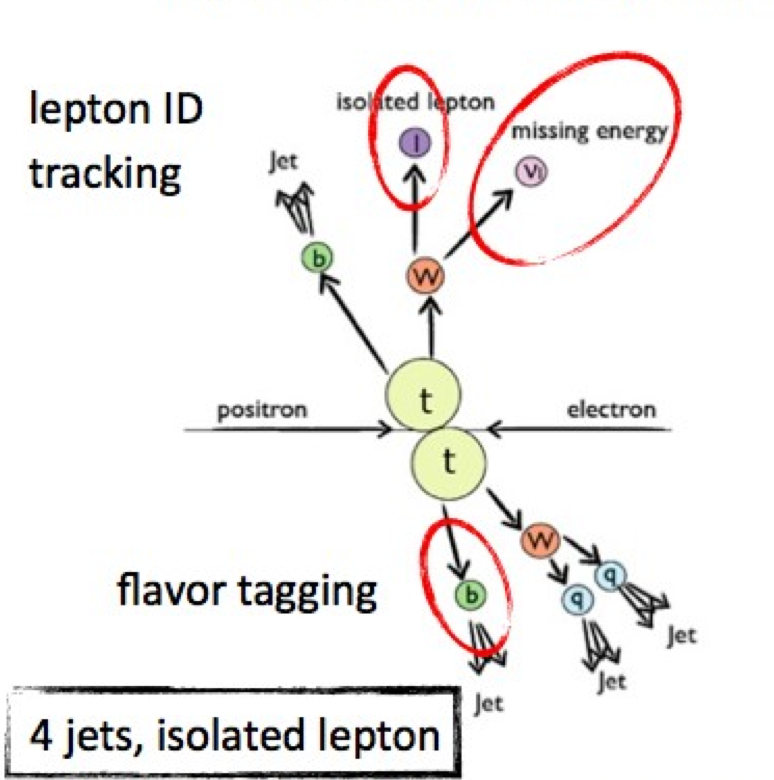 lepton ID
tracking
isolated lepton
l
missing energy
νl
Jet
b
W
t
positron
electron
t
W
q
q
b
flavor tagging
Jet
Jet
Jet
4 jets, isolated lepton